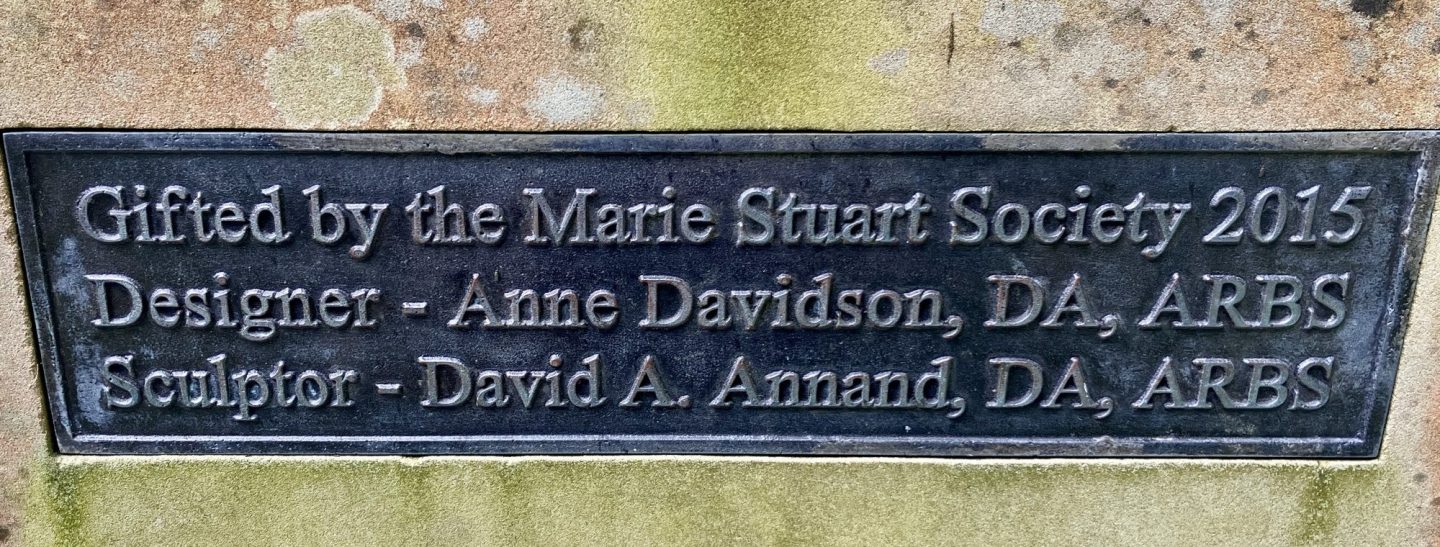 Gifted by the Marie Stuart Society 2015
Designer - Anne Davidson, DA, ARBS
Sculptor - David A. Annand, DA, ARBS